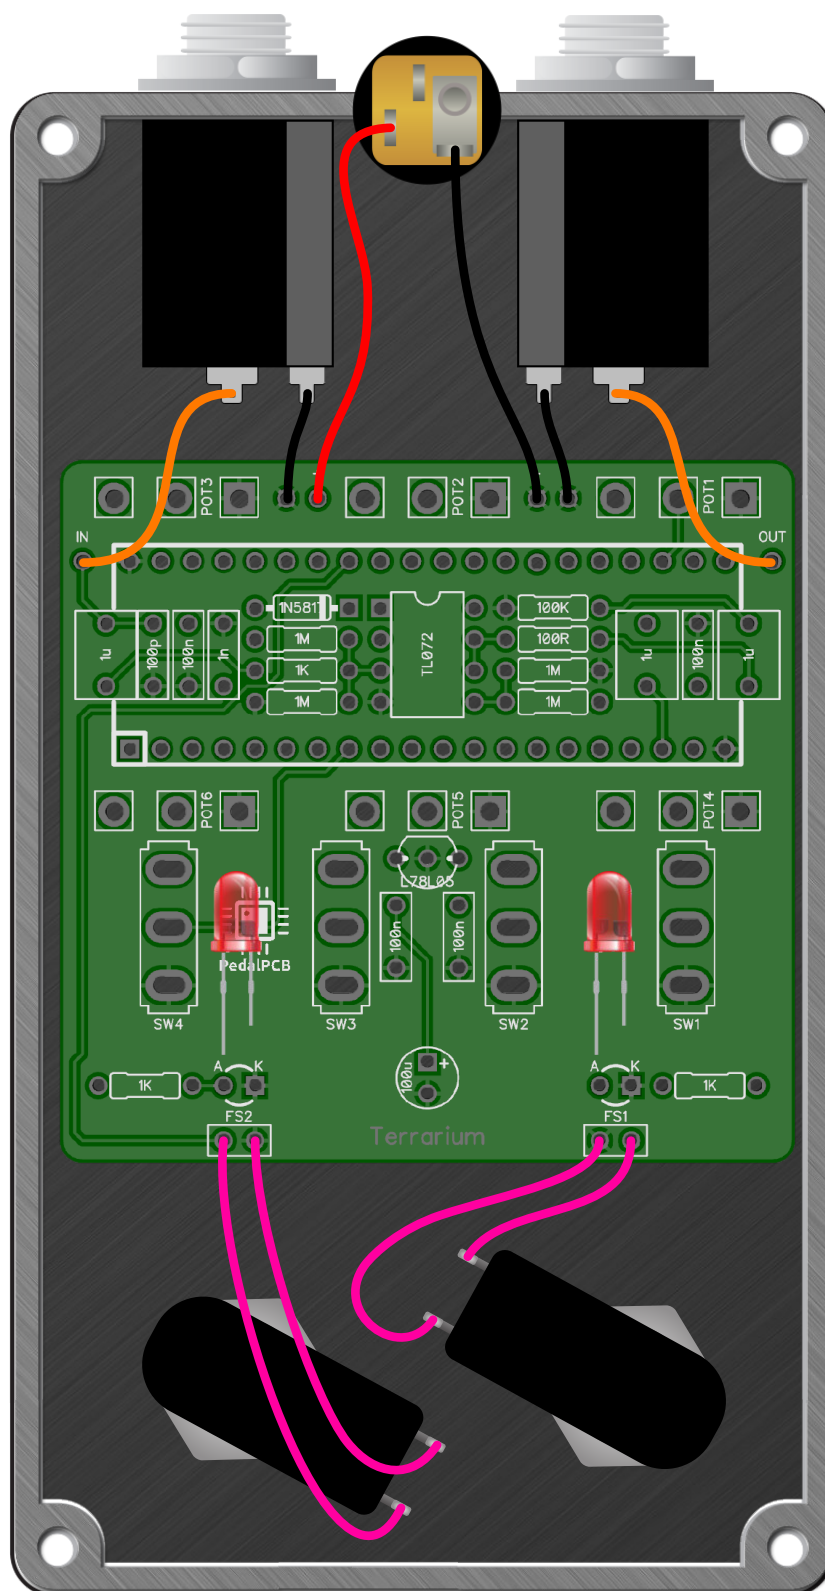 POT3
POT2
POT1
IN
OUT
1N5817
100K
1M
100R
1K
1M
1M
1M
1u
100p
100n
1n
TL072
1u
100n
1u
POT6
POT5
POT4
L78L05
100n
100n
PedalPCB
SW4
SW3
SW2
SW1
A
K
A
K
1K
100u
+
1K
FS2
FS1
Terrarium